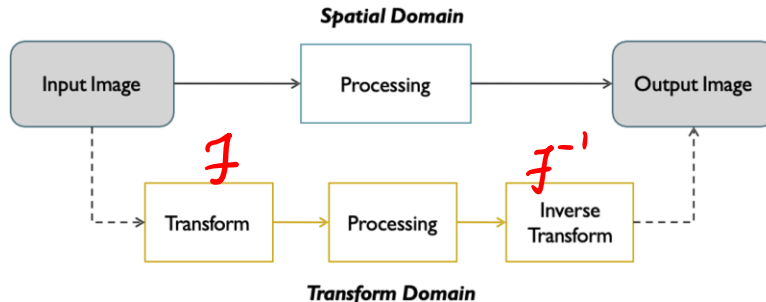 Spatial Domain
Input Image
Processing
Output Image
ℱ
ℱ⁻¹
Transform
Processing
Inverse
Transform
Transform Domain